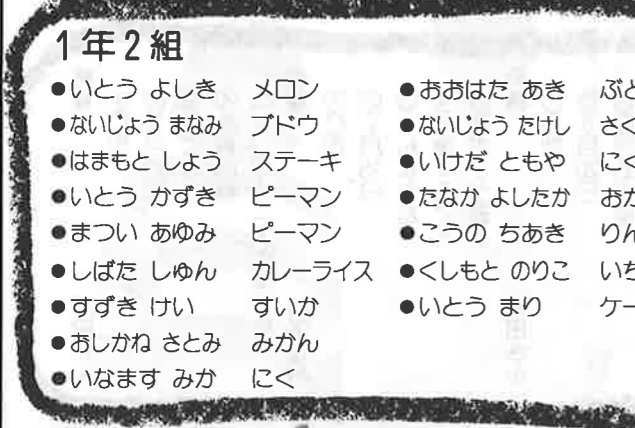 1年2組
●いとう よしき メロン
●ないじょう まなみ ブドウ
●はまもと しょう ステーキ
●いとう かずき ピーマン
●まつい あゆみ ピーマン
●しばた しゅん カレーライス
●すずき けい すいか
●おしかね さとみ みかん
●いなます みか にく
●おおはた あき ぶ
●ないじょう たけし さく
●いけだ ともや にく
●たなか よしたか お
●こうの ちあき りん
●くしもと のりこ いち
●いとう まり ケー